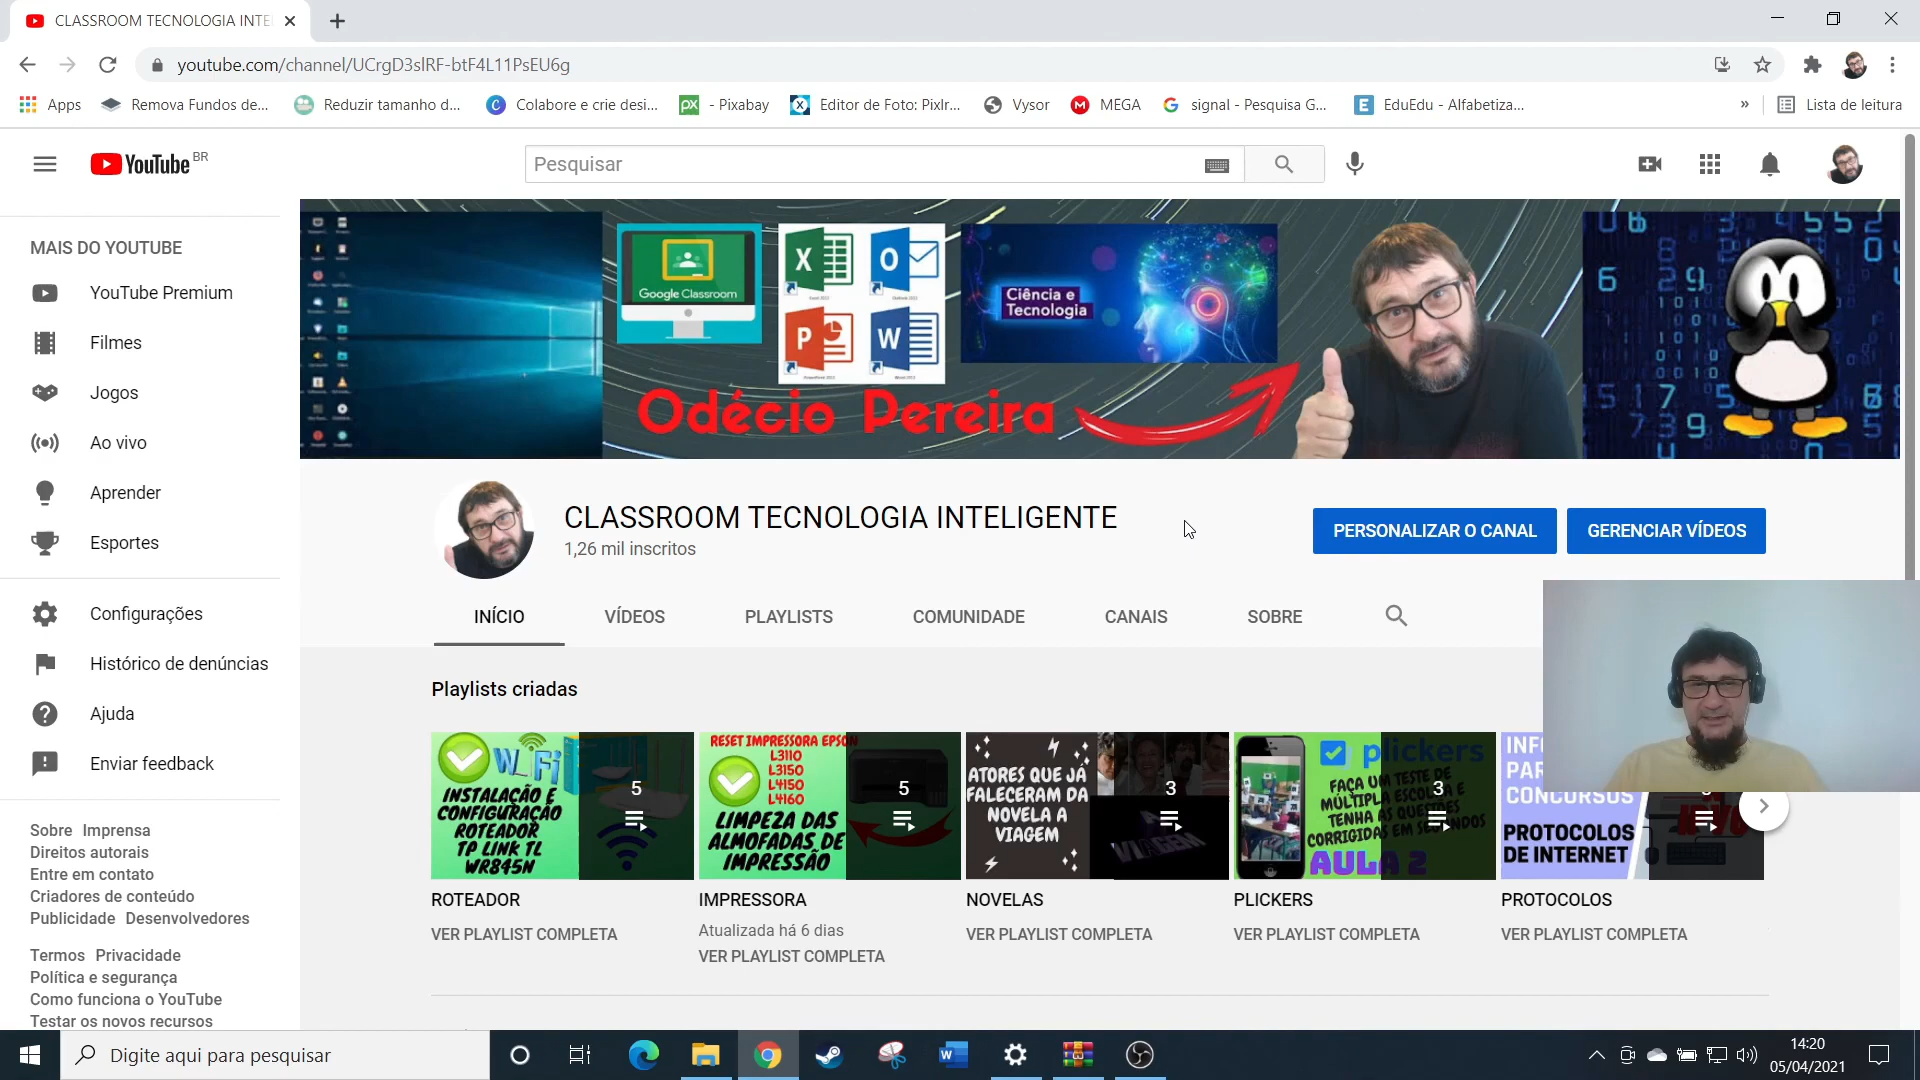 CLASSROOM TECNOLOGIA INTE
youtube.com/channel/UCrgD3slRF-btF4L11PsEU6g
Apps
Remova Fundos de...
Reduzir tamanho d...
Colabore e crie desi...
px
- Pixabay
Editor de Foto: Pixlr...
Vysor
MEGA
signal - Pesquisa G...
EduEdu - Alfabetiza...
»
Lista de leitura
YouTube BR
Pesquisar
MAIS DO YOUTUBE
YouTube Premium
Filmes
Jogos
Ao vivo
Aprender
Esportes
Configurações
Histórico de denúncias
Ajuda
Enviar feedback
Sobre Imprensa
Direitos autorais
Entre em contato
Criadores de conteúdo
Publicidade Desenvolvedores
Termos Privacidade
Política e segurança
Como funciona o YouTube
Testar os novos recursos
Google Classroom
Ciência e
Tecnologia
Odécio Pereira
CLASSROOM TECNOLOGIA INTELIGENTE
1,26 mil inscritos
PERSONALIZAR O CANAL
GERENCIAR VÍDEOS
INÍCIO
VÍDEOS
PLAYLISTS
COMUNIDADE
CANAIS
SOBRE
Playlists criadas
WiFi
INSTALAÇÃO E
CONFIGURAÇÃO
ROTEADOR
TP LINK TL
WR845N
5
RESET IMPRESSORA EPSON
L3110
L3150
L4150
L4160
LIMPEZA DAS
ALMOFADAS DE
IMPRESSÃO
5
ATORES QUE JÁ
FALECERAM DA
NOVELA A
VIAGEM
A VIAGEM
3
plickers
FAÇA UM TESTE DE
MÚLTIPLA ESCOLHA E
TENHA AS QUESTÕES
CORRIGIDAS EM SEGUNDOS
AULA 2
3
CONCURSOS
PROTOCOLOS
DE INTERNET
ROTEADOR
VER PLAYLIST COMPLETA
IMPRESSORA
Atualizada há 6 dias
VER PLAYLIST COMPLETA
NOVELAS
VER PLAYLIST COMPLETA
PLICKERS
VER PLAYLIST COMPLETA
PROTOCOLOS
VER PLAYLIST COMPLETA
Digite aqui para pesquisar
14:20
05/04/2021